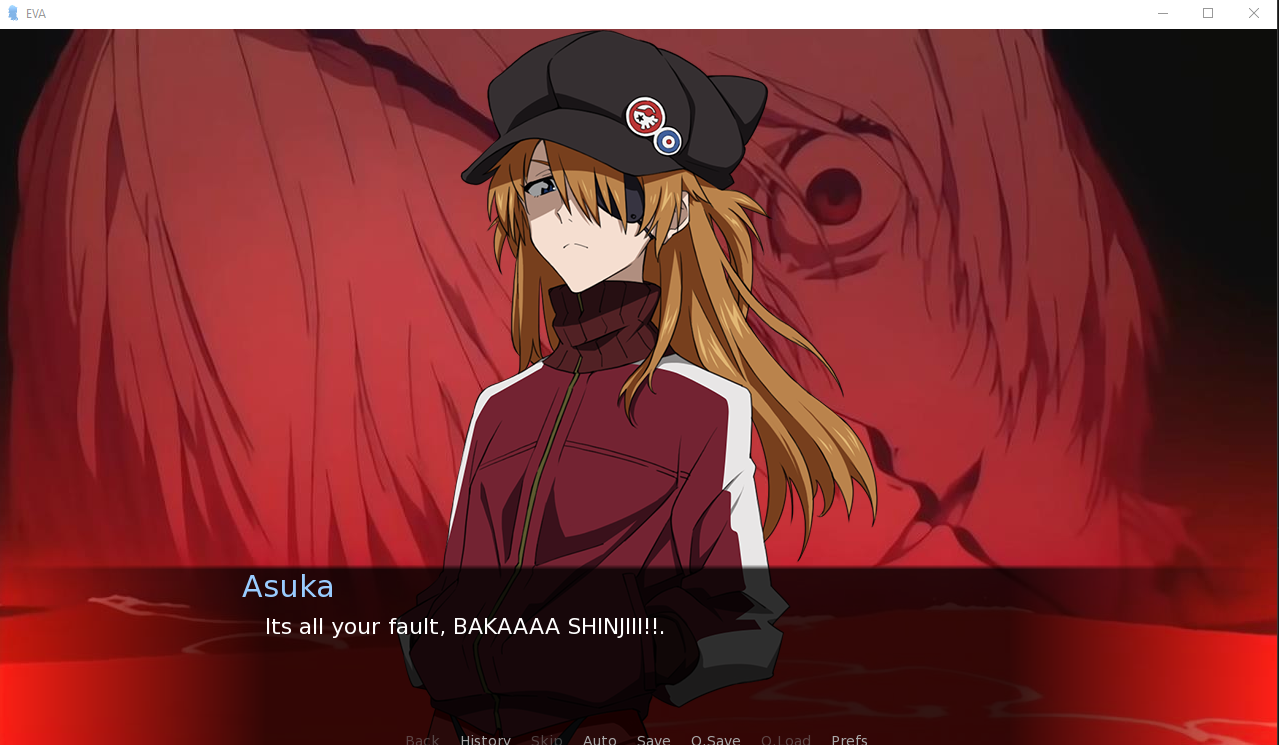 EVA
Asuka
Its all your fault, BAKAAAA SHINJIII!!.
Back History Skip Auto Save Q.Save Q.Load Prefs